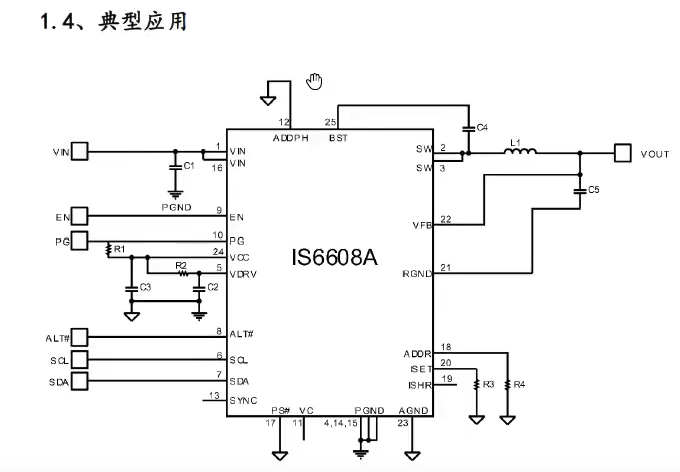 1.4、典型应用
12
25
ADDPH
BST
C4
VIN
1
VIN
VIN
16
C1
PGND
SW
2
SW
3
L1
VOUT
C5
EN
9
EN
VFB
22
PG
10
PG
R1
24
VCC
R2
5
VDRV
C3
C2
IS6608A
RGND
21
ALT#
8
ALT#
SCL
6
SCL
SDA
7
SDA
13
SYNC
ADDR
18
ISET
20
ISHR
19
R3
R4
PS#
VC
PGND
AGND
17
11
4,14,15
23